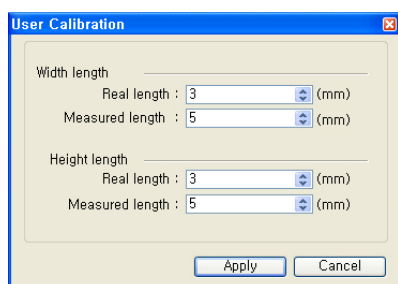 User Calibration
Width length
Real length : 3 (mm)
Measured length : 5 (mm)
Height length
Real length : 3 (mm)
Measured length : 5 (mm)
Apply Cancel